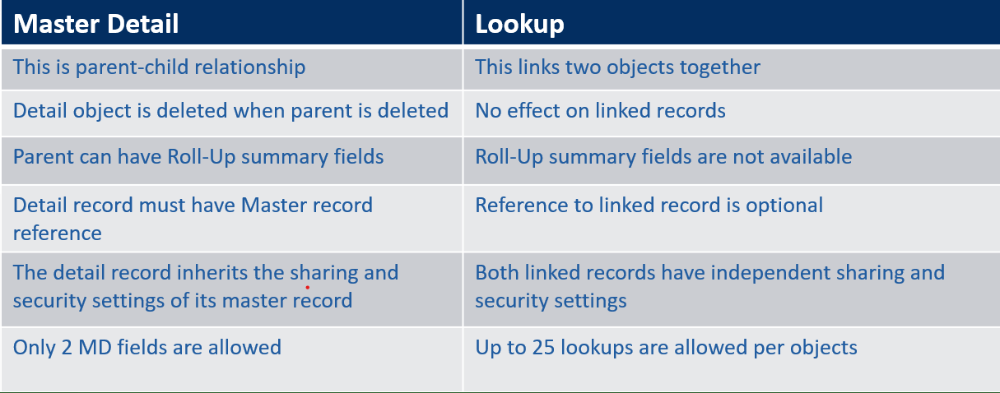 Master Detail
Lookup
This is parent-child relationship
This links two objects together
Detail object is deleted when parent is deleted
No effect on linked records
Parent can have Roll-Up summary fields
Roll-Up summary fields are not available
Detail record must have Master record
reference
Reference to linked record is optional
The detail record inherits the sharing and
security settings of its master record
Both linked records have independent sharing and
security settings
Only 2 MD fields are allowed
Up to 25 lookups are allowed per objects